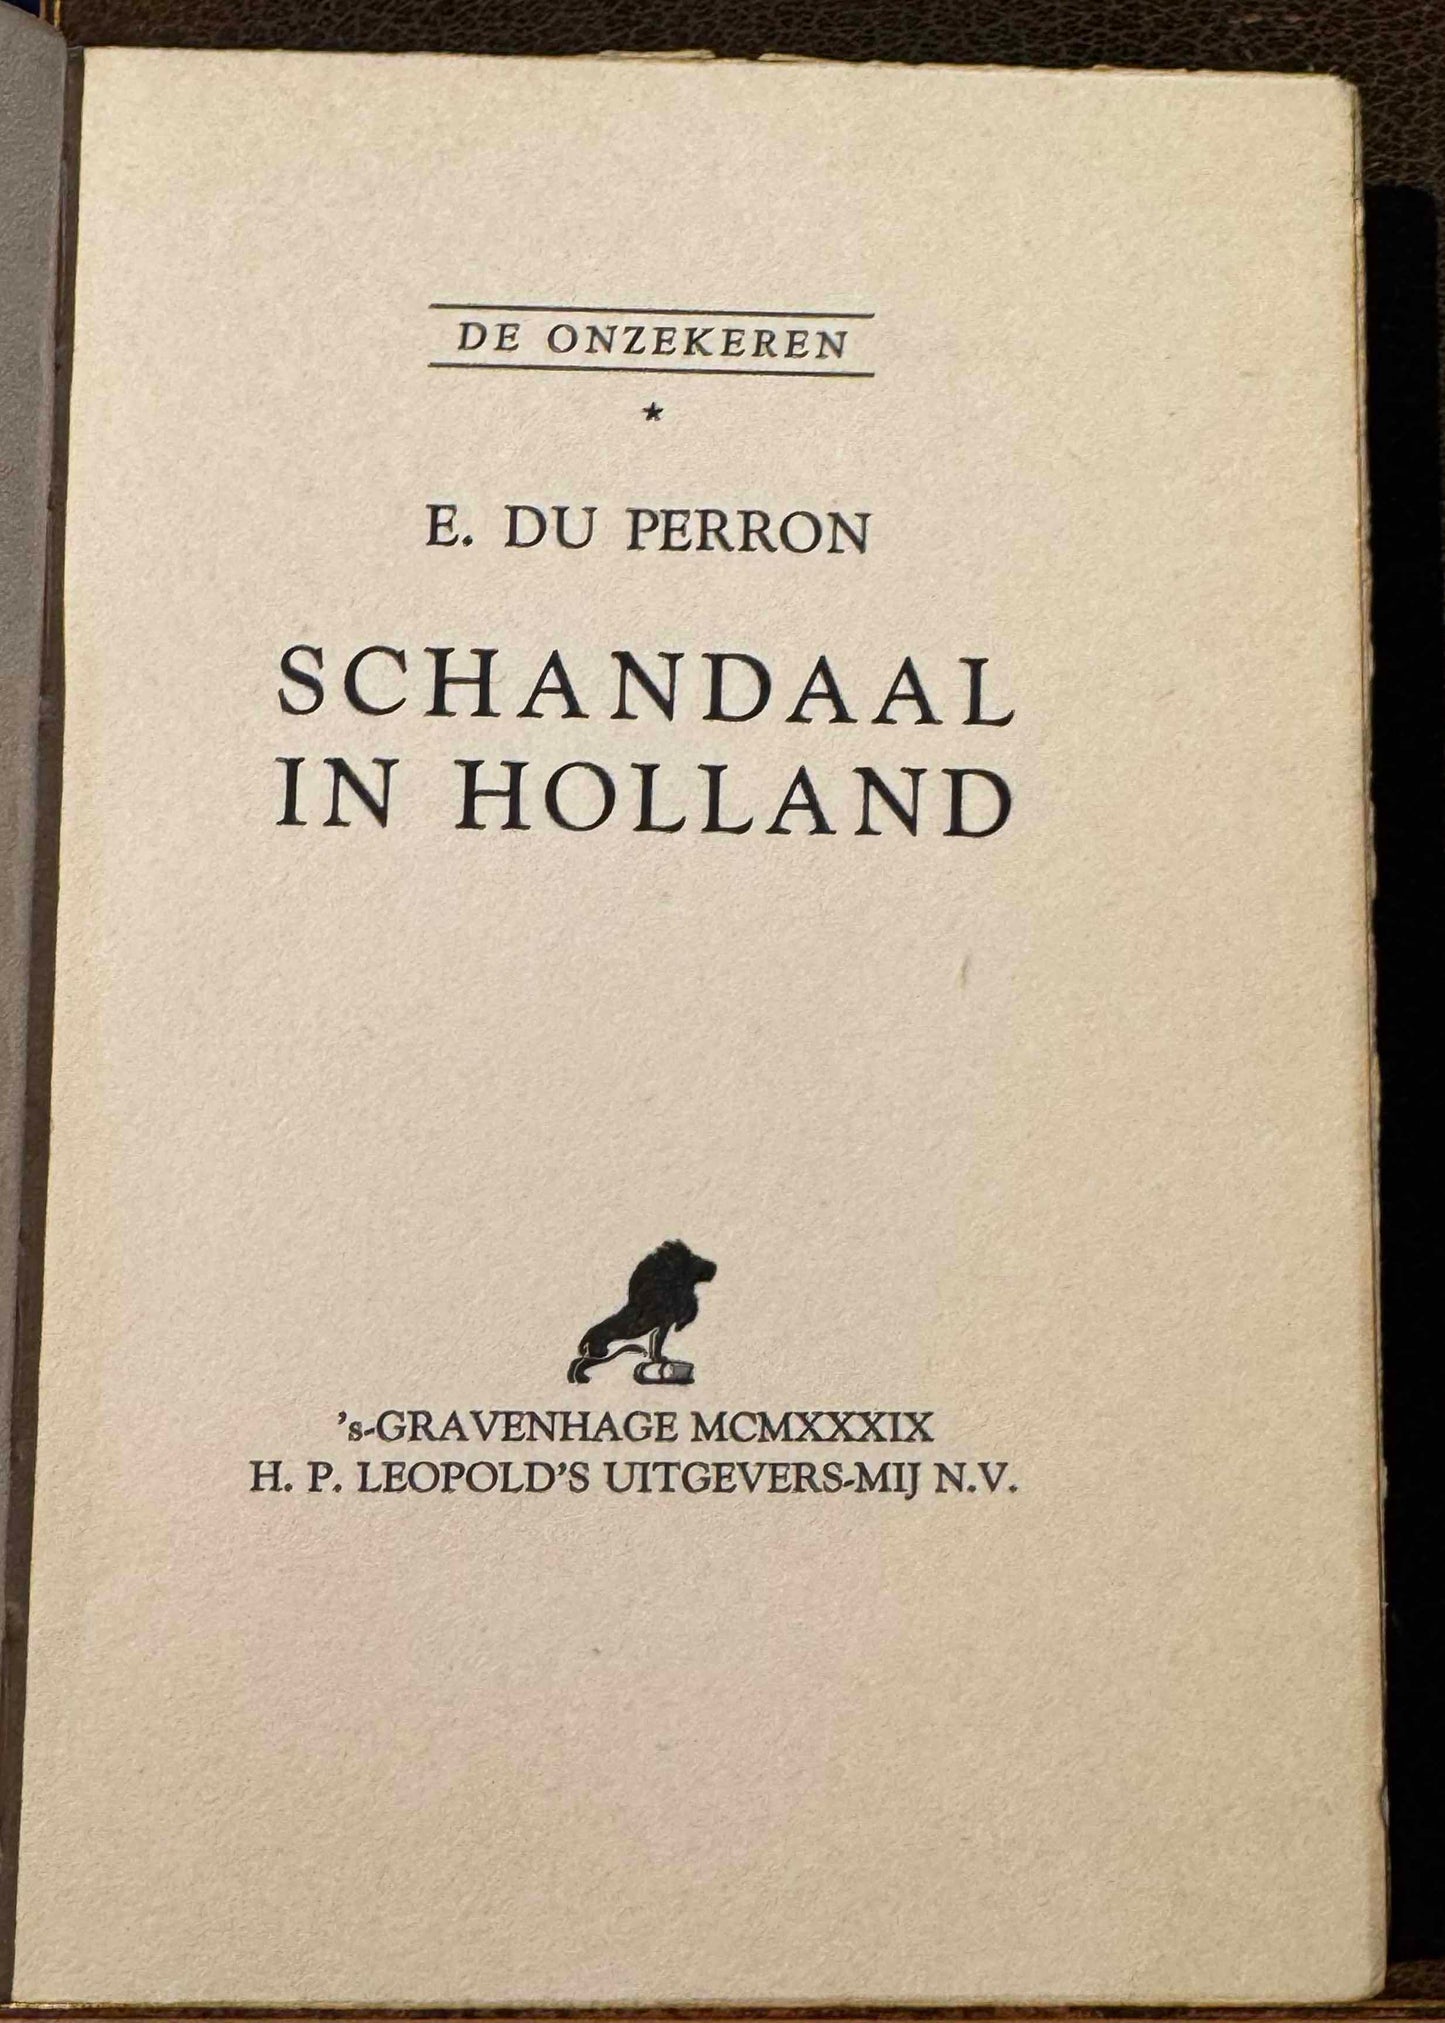 DE ONZEKEREN
*
E. DU PERRON
SCHANDAAL
IN HOLLAND
's-GRAVENHAGE MCMXXXIX
H. P. LEOPOLD'S UITGEVERS-MIJ N.V.